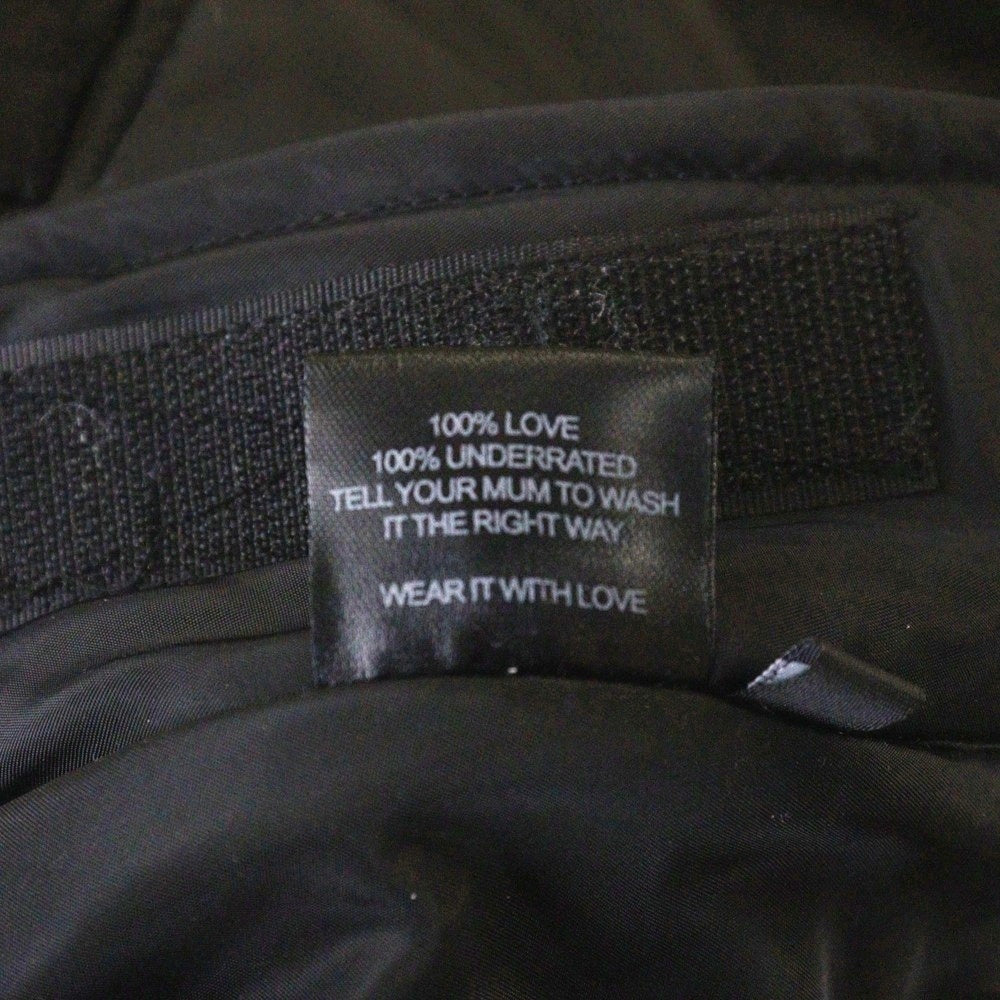 100% LOVE
100% UNDERRATED
TELL YOUR MUM TO WASH
IT THE RIGHT WAY
WEAR IT WITH LOVE